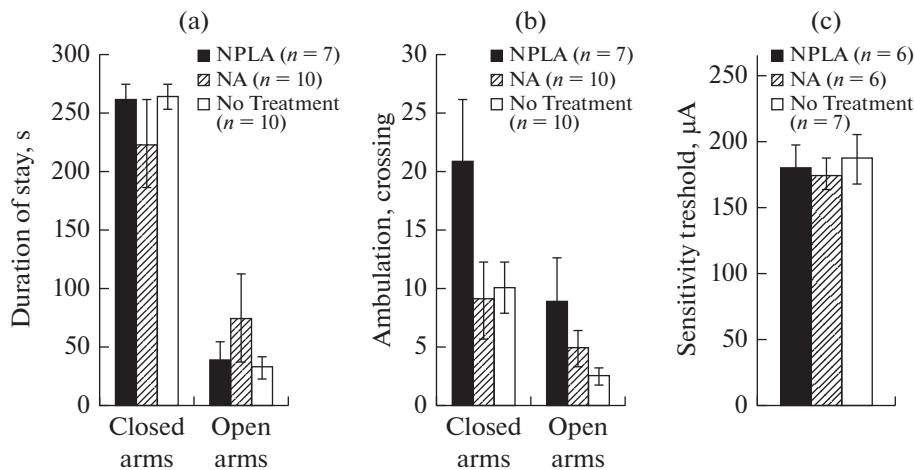 (a)
NPLA (n = 7)
NA (n = 10)
No Treatment
(n = 10)
Duration of stay, s
300
250
200
150
100
50
0
Closed
arms
Open
arms
(b)
NPLA (n = 7)
NA (n = 10)
No Treatment
(n = 10)
Ambulation, crossing
30
25
20
15
10
5
0
Closed
arms
Open
arms
(c)
NPLA (n = 6)
NA (n = 6)
No Treatment
(n = 7)
Sensitivity treshold, μA
250
200
150
100
50
0